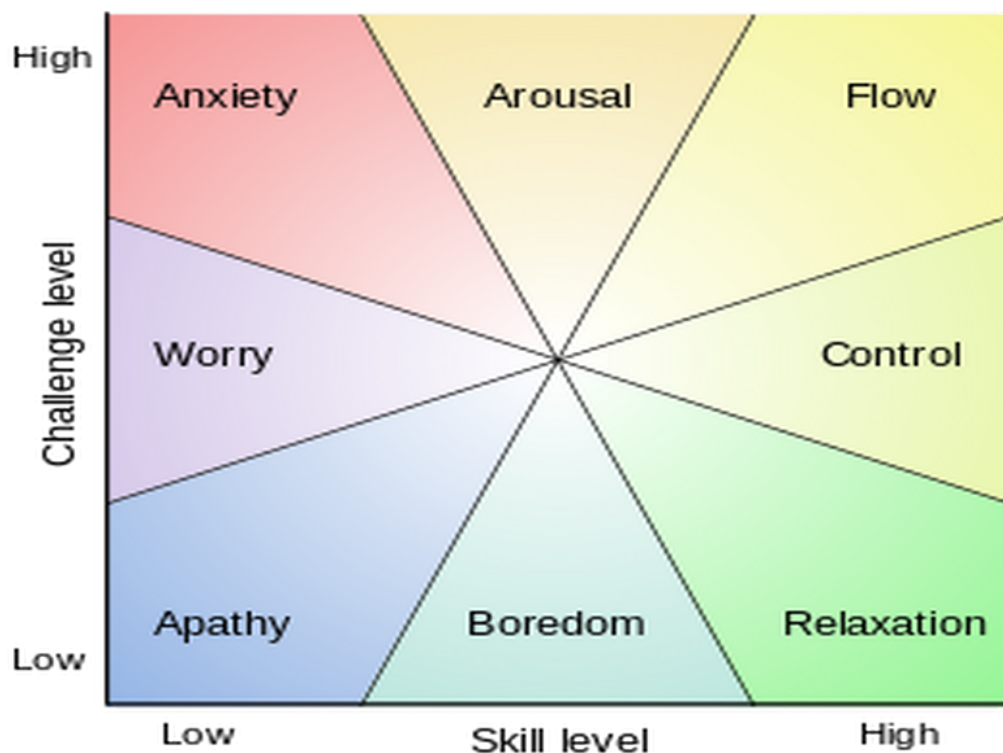 High
Anxiety
Arousal
Flow
Challenge level
Worry
Control
Apathy
Boredom
Relaxation
Low
Low
Skill level
High